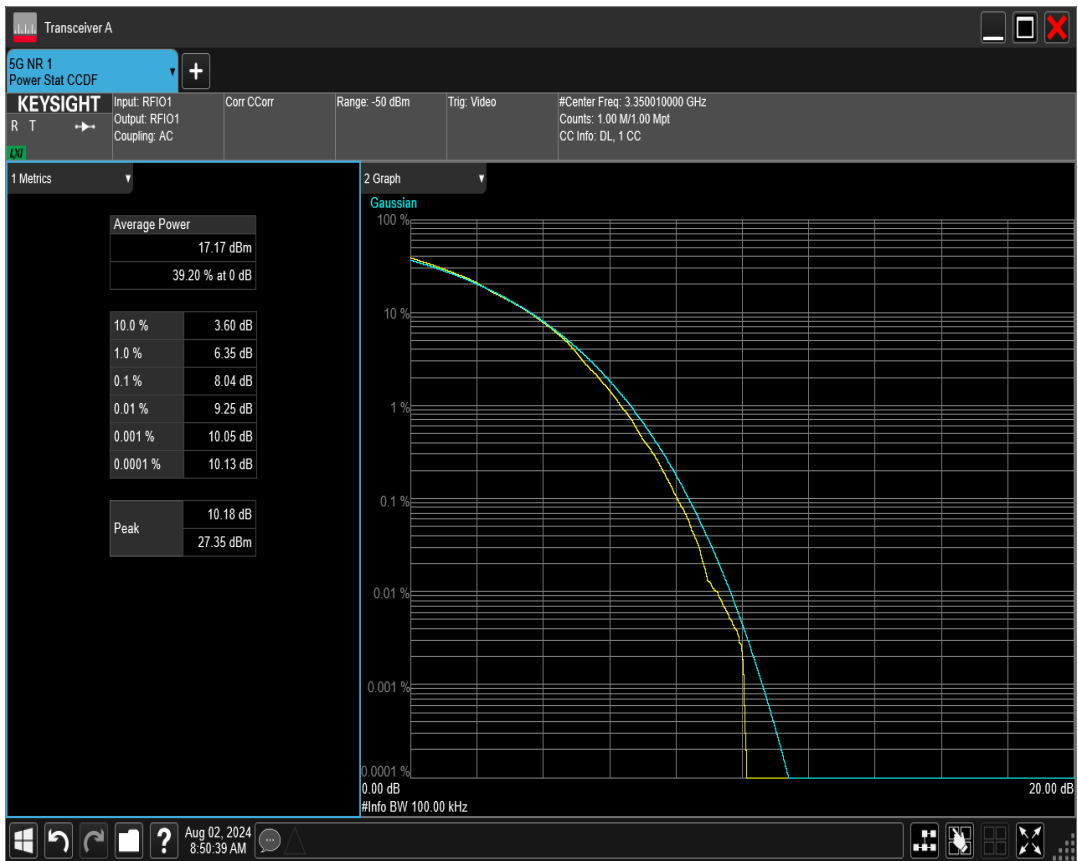 Transceiver A
5G NR 1
Power Stat CCDF
KEYSIGHT
R T
LXI
Input: RFIO1
Output: RFIO1
Coupling: AC
Corr CCorr
Range: -50 dBm
Trig: Video
#Center Freq: 3.350010000 GHz
Counts: 1.00 M/1.00 Mpt
CC Info: DL, 1 CC
1 Metrics
Average Power
17.17 dBm
39.20 % at 0 dB
10.0 % 3.60 dB
1.0 % 6.35 dB
0.1 % 8.04 dB
0.01 % 9.25 dB
0.001 % 10.05 dB
0.0001 % 10.13 dB
Peak
10.18 dB
27.35 dBm
2 Graph
Gaussian
100 %
10 %
1 %
0.1 %
0.01 %
0.001 %
0.0001 %
0.00 dB 20.00 dB
#Info BW 100.00 kHz
Aug 02, 2024
8:50:39 AM